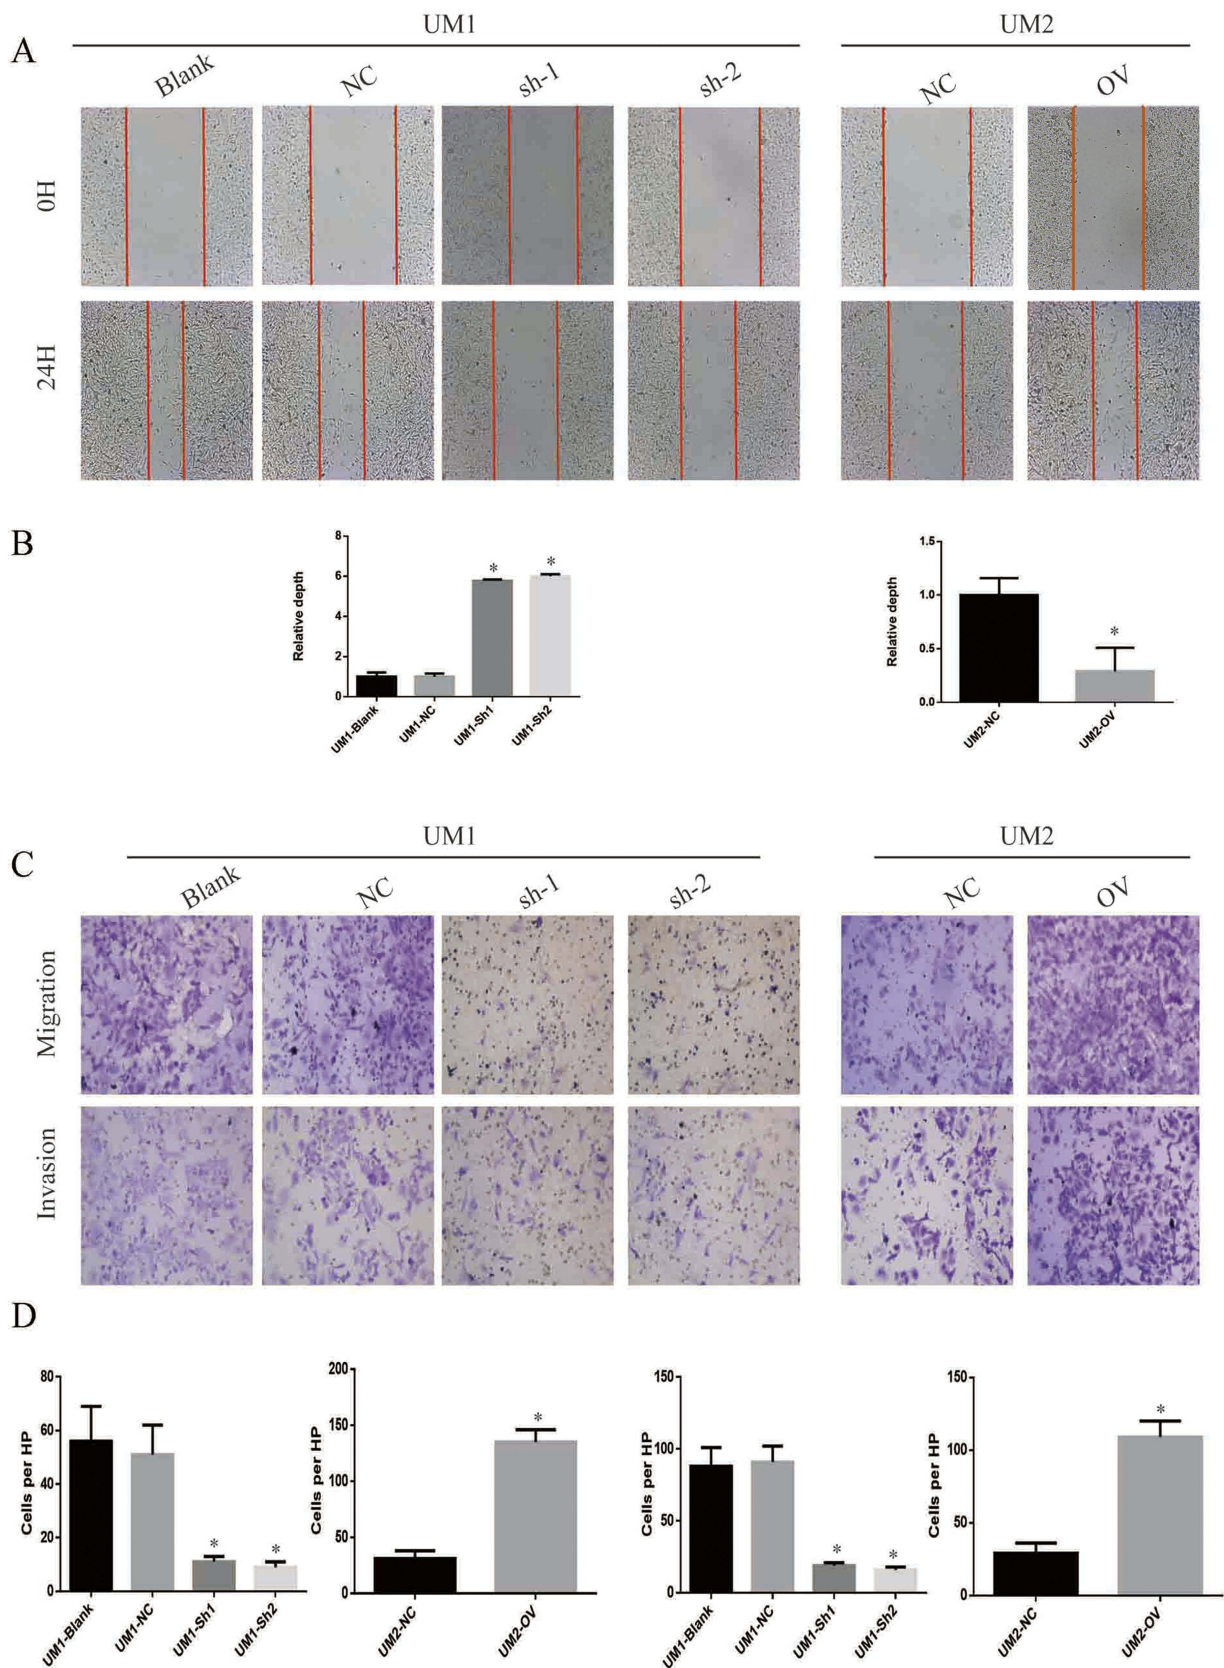 A
UM1
UM2
Blank
NC
sh-1
sh-2
NC
OV
0H
24H
B
Relative depth
8
6
4
2
0
UM1-Blank
UM1-NC
UM1-Sh1
UM1-Sh2
*
*
Relative depth
1.5
1.0
0.5
0.0
UM2-NC
UM2-OV
*
C
UM1
UM2
Blank
NC
sh-1
sh-2
NC
OV
Migration
Invasion
D
Cells per HP
80
60
40
20
0
UM1-Blank
UM1-NC
UM1-Sh1
UM1-Sh2
*
*
Cells per HP
200
150
100
50
0
UM2-NC
UM2-OV
*
Cells per HP
150
100
50
0
UM1-Blank
UM1-NC
UM1-Sh1
UM1-Sh2
*
*
Cells per HP
150
100
50
0
UM2-NC
UM2-OV
*